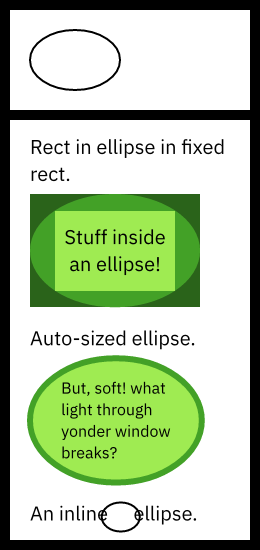 Rect in ellipse in fixed
rect.
Stuff inside
an ellipse!
Auto-sized ellipse.
But, soft! what
light through
yonder window
breaks?
An inline ellipse.